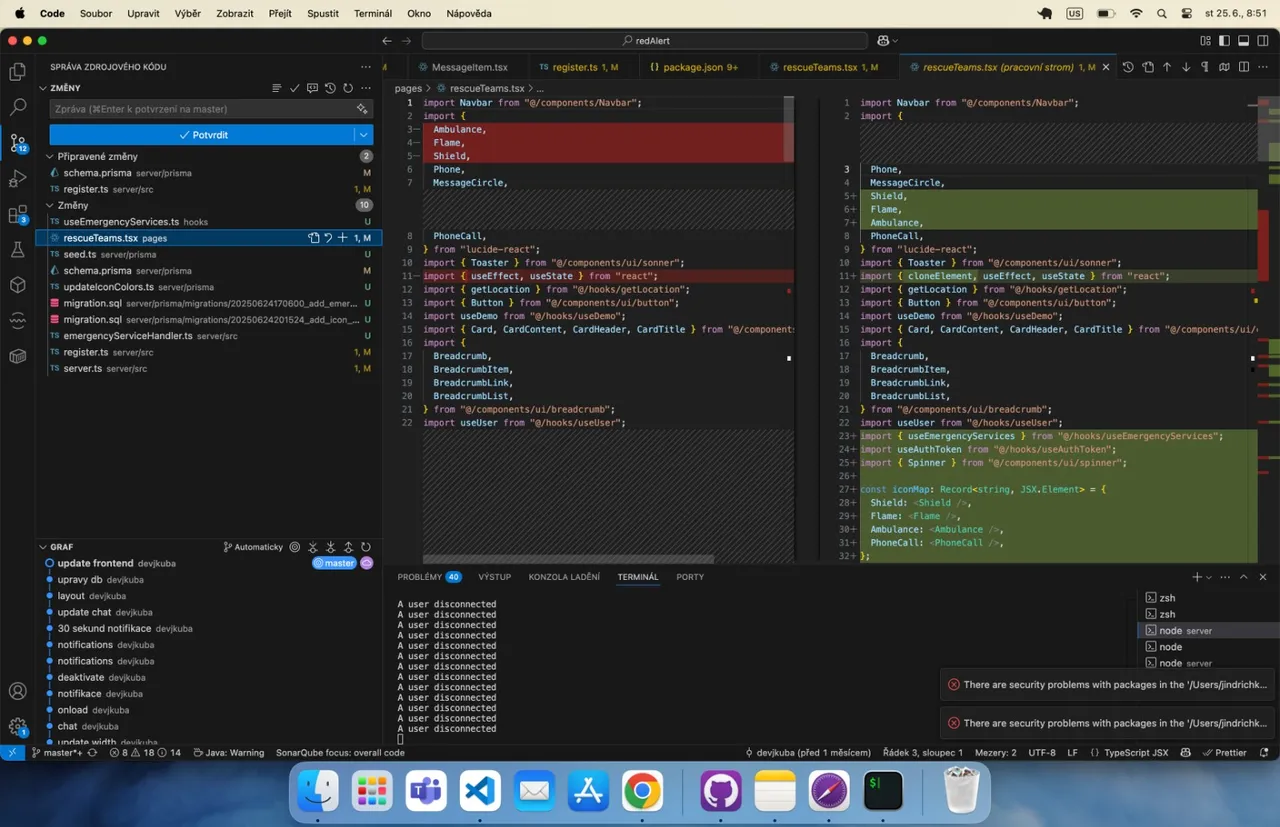 Code Soubor Upravit Výběr Zobrazit Přejít Spustit Terminál Okno Nápověda US st 25.6., 8:51
redAlert
SPRÁVA ZDROJOVÉHO KÓDU
ZMĚNY
Zpráva (⌘Enter k potvrzení na master)
Potvrdit
Připravené změny 2
schema.prisma server/prisma M
register.ts server/src 1, M
Změny 10
useEmergencyServices.ts hooks U
rescueTeams.tsx pages 1, M
seed.ts server/prisma U
schema.prisma server/prisma M
updateIconColors.ts server/prisma U
migration.sql server/prisma/migrations/20250624170600_add_emer... U
migration.sql server/prisma/migrations/20250624201524_add_icon_... U
emergencyServiceHandler.ts server/src U
register.ts server/src 1, M
server.ts server/src 1, M
12
3
1
GRAF Automaticky
update frontend devjkuba master
upravy db devjkuba
layout devjkuba
update chat devjkuba
30 sekund notifikace devjkuba
notifications devjkuba
notifications devjkuba
deaktivate devjkuba
notifikace devjkuba
onload devjkuba
chat devjkuba
update width devjkuba
M MessageItem.tsx TS register.ts 1, M {} package.json 9+ rescueTeams.tsx 1, M rescueTeams.tsx (pracovní strom) 1, M
pages > rescueTeams.tsx > ...
1 import Navbar from "@/components/Navbar";
2 import {
3− Ambulance,
4− Flame,
5− Shield,
6 Phone,
7 MessageCircle,
8 PhoneCall,
9 } from "lucide-react";
10 import { Toaster } from "@/components/ui/sonner";
11− import { useEffect, useState } from "react";
12 import { getLocation } from "@/hooks/getLocation";
13 import { Button } from "@/components/ui/button";
14 import useDemo from "@/hooks/useDemo";
15 import { Card, CardContent, CardHeader, CardTitle } from "@/components
16 import {
17 Breadcrumb,
18 BreadcrumbItem,
19 BreadcrumbLink,
20 BreadcrumbList,
21 } from "@/components/ui/breadcrumb";
22 import useUser from "@/hooks/useUser";
1 import Navbar from "@/components/Navbar";
2 import {
3 Phone,
4 MessageCircle,
5+ Shield,
6+ Flame,
7+ Ambulance,
8 PhoneCall,
9 } from "lucide-react";
10 import { Toaster } from "@/components/ui/sonner";
11+ import { cloneElement, useEffect, useState } from "react";
12 import { getLocation } from "@/hooks/getLocation";
13 import { Button } from "@/components/ui/button";
14 import useDemo from "@/hooks/useDemo";
15 import { Card, CardContent, CardHeader, CardTitle } from "@/components/ui/
16 import {
17 Breadcrumb,
18 BreadcrumbItem,
19 BreadcrumbLink,
20 BreadcrumbList,
21 } from "@/components/ui/breadcrumb";
22 import useUser from "@/hooks/useUser";
23+ import { useEmergencyServices } from "@/hooks/useEmergencyServices";
24+ import useAuthToken from "@/hooks/useAuthToken";
25+ import { Spinner } from "@/components/ui/spinner";
26+
27+ const iconMap: Record<string, JSX.Element> = {
28+ Shield: <Shield />,
29+ Flame: <Flame />,
30+ Ambulance: <Ambulance />,
31+ PhoneCall: <PhoneCall />,
32+ };
PROBLÉMY 40 VÝSTUP KONZOLA LADĚNÍ TERMINÁL PORTY
A user disconnected
A user disconnected
A user disconnected
A user disconnected
A user disconnected
A user disconnected
A user disconnected
A user disconnected
A user disconnected
A user disconnected
A user disconnected
A user disconnected
A user disconnected
zsh
zsh
node server
node
node server
There are security problems with packages in the '/Users/jindrichk...
There are security problems with packages in the '/Users/jindrichk...
master*+ 8 18 14 Java: Warning SonarQube focus: overall code devjkuba (před 1 měsícem) Řádek 3, sloupec 1 Mezery: 2 UTF-8 LF {} TypeScript JSX Prettier